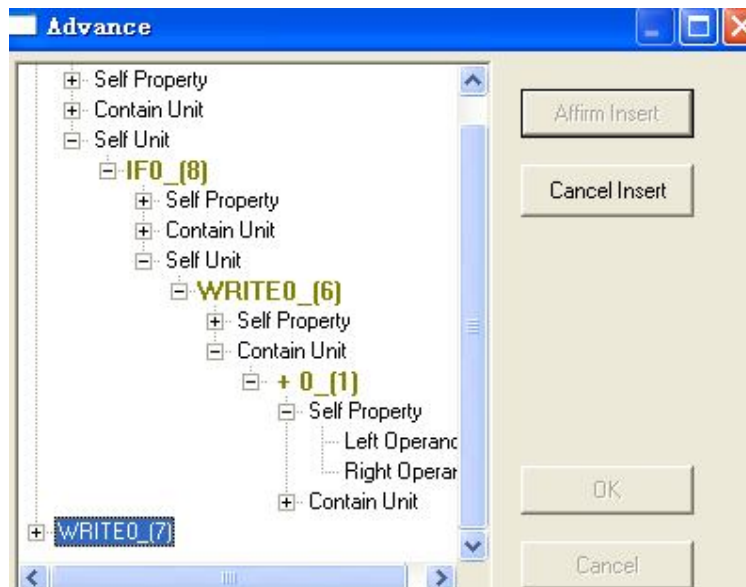 Advance
Self Property
Contain Unit
Self Unit
IF0_(8)
Self Property
Contain Unit
Self Unit
WRITE0_(6)
Self Property
Contain Unit
+ 0_(1)
Self Property
Left Operanc
Right Operar
Contain Unit
WRITE0_(7)
Affirm Insert
Cancel Insert
OK
Cancel